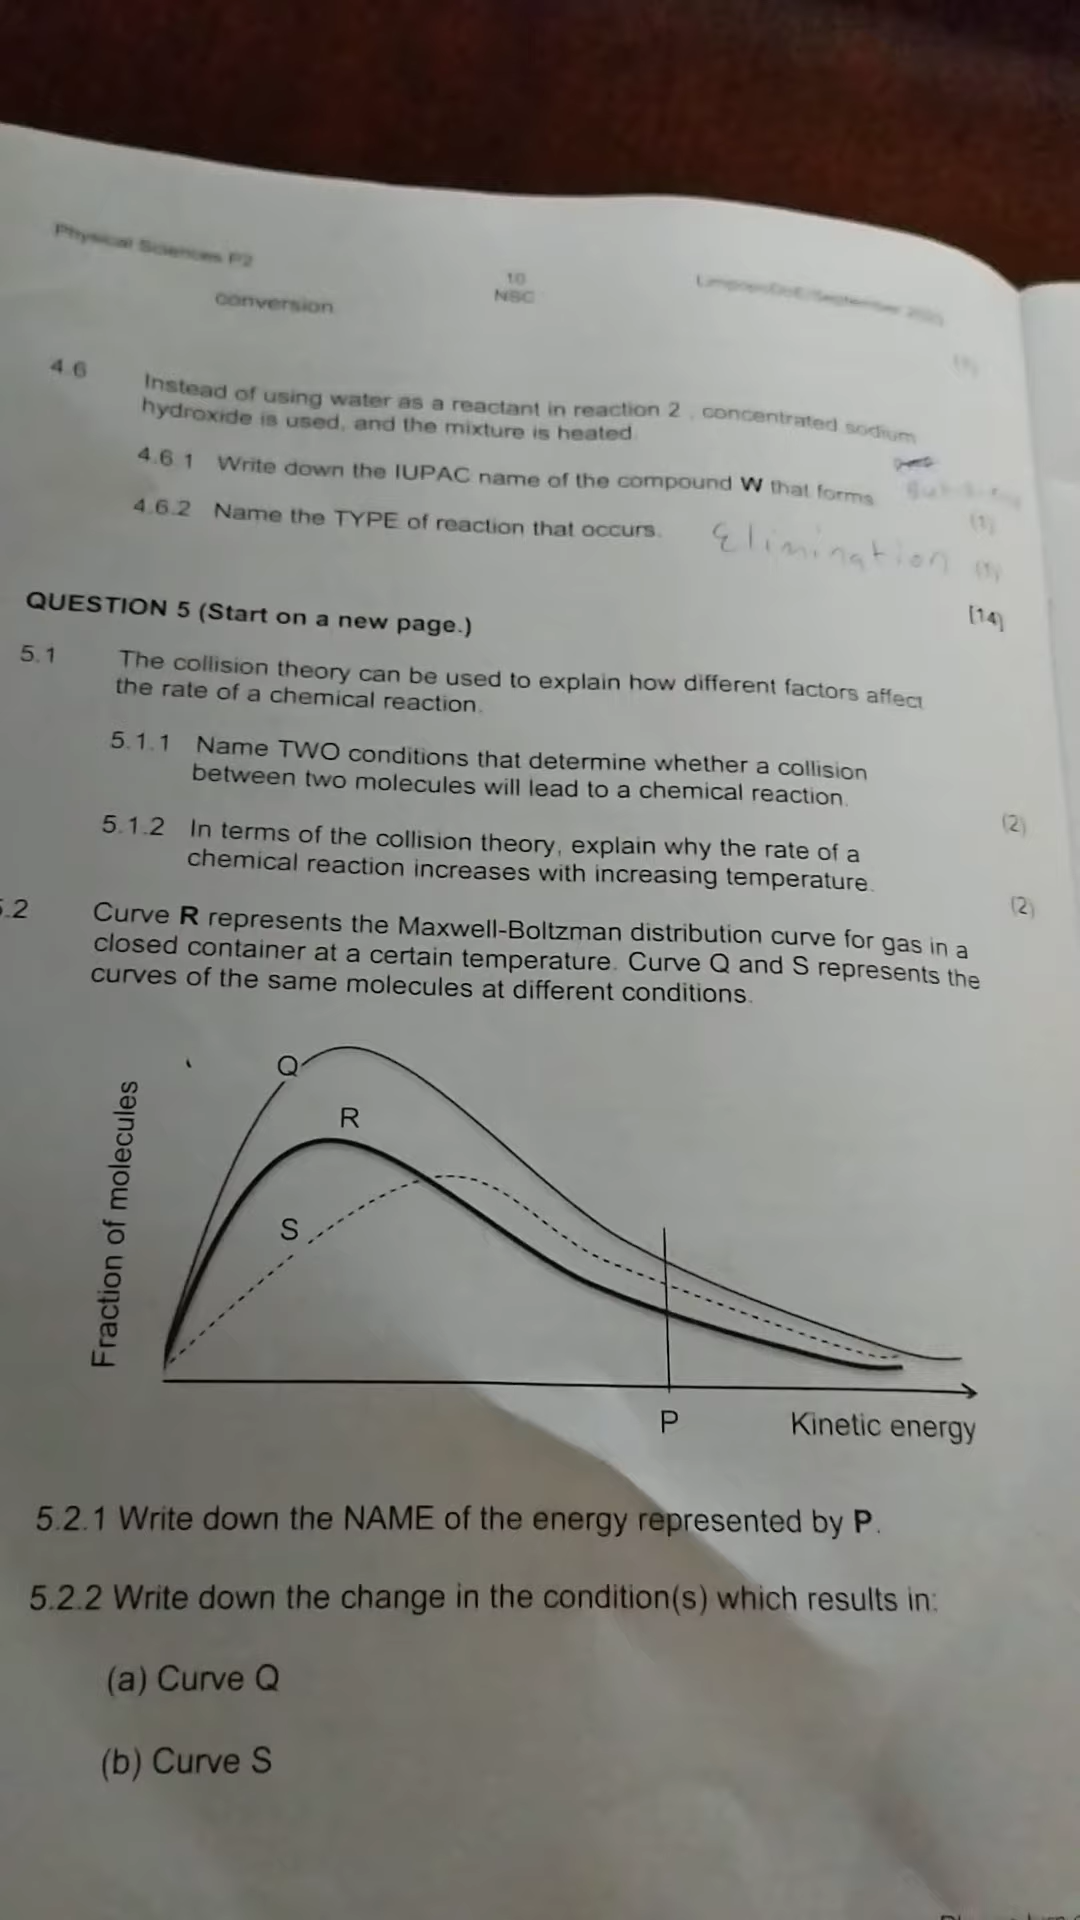 Physical Sciences P2
10
NSC
conversion
4.6 Instead of using water as a reactant in reaction 2 , concentrated sodium
hydroxide is used, and the mixture is heated.
4.6.1 Write down the IUPAC name of the compound W that forms.
(1)
4.6.2 Name the TYPE of reaction that occurs. Elimination (1)
[14]
QUESTION 5 (Start on a new page.)
5.1 The collision theory can be used to explain how different factors affect
the rate of a chemical reaction.
5.1.1 Name TWO conditions that determine whether a collision
between two molecules will lead to a chemical reaction.
(2)
5.1.2 In terms of the collision theory, explain why the rate of a
chemical reaction increases with increasing temperature.
(2)
5.2 Curve R represents the Maxwell-Boltzman distribution curve for gas in a
closed container at a certain temperature. Curve Q and S represents the
curves of the same molecules at different conditions.
Q
R
S
Fraction of molecules
P
Kinetic energy
5.2.1 Write down the NAME of the energy represented by P.
5.2.2 Write down the change in the condition(s) which results in:
(a) Curve Q
(b) Curve S